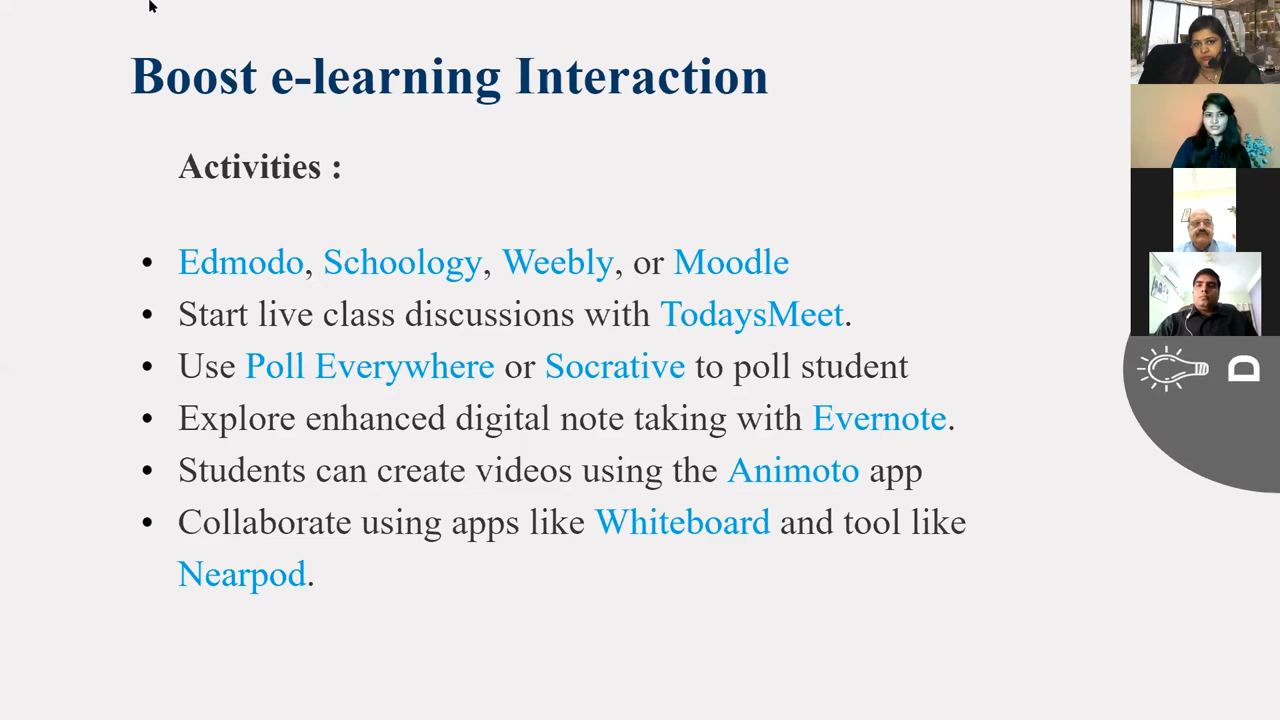 Boost e-learning Interaction
Activities :
• Edmodo, Schoology, Weebly, or Moodle
• Start live class discussions with TodaysMeet.
• Use Poll Everywhere or Socrative to poll student
• Explore enhanced digital note taking with Evernote.
• Students can create videos using the Animoto app
• Collaborate using apps like Whiteboard and tool like
Nearpod.
D